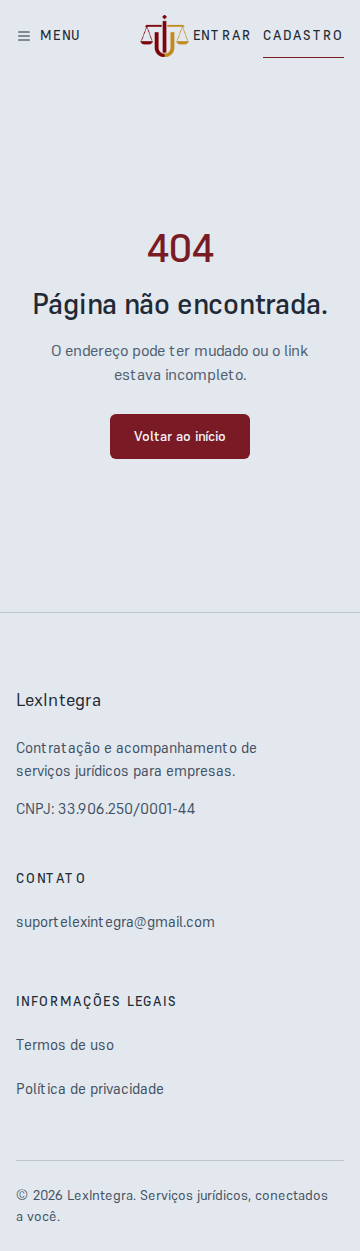 MENU
ENTRAR CADASTRO
404
Página não encontrada.
O endereço pode ter mudado ou o link
estava incompleto.
Voltar ao início
LexIntegra
Contratação e acompanhamento de
serviços jurídicos para empresas.
CNPJ: 33.906.250/0001-44
CONTATO
suportelexintegra@gmail.com
INFORMAÇÕES LEGAIS
Termos de uso
Política de privacidade
© 2026 LexIntegra. Serviços jurídicos, conectados
a você.